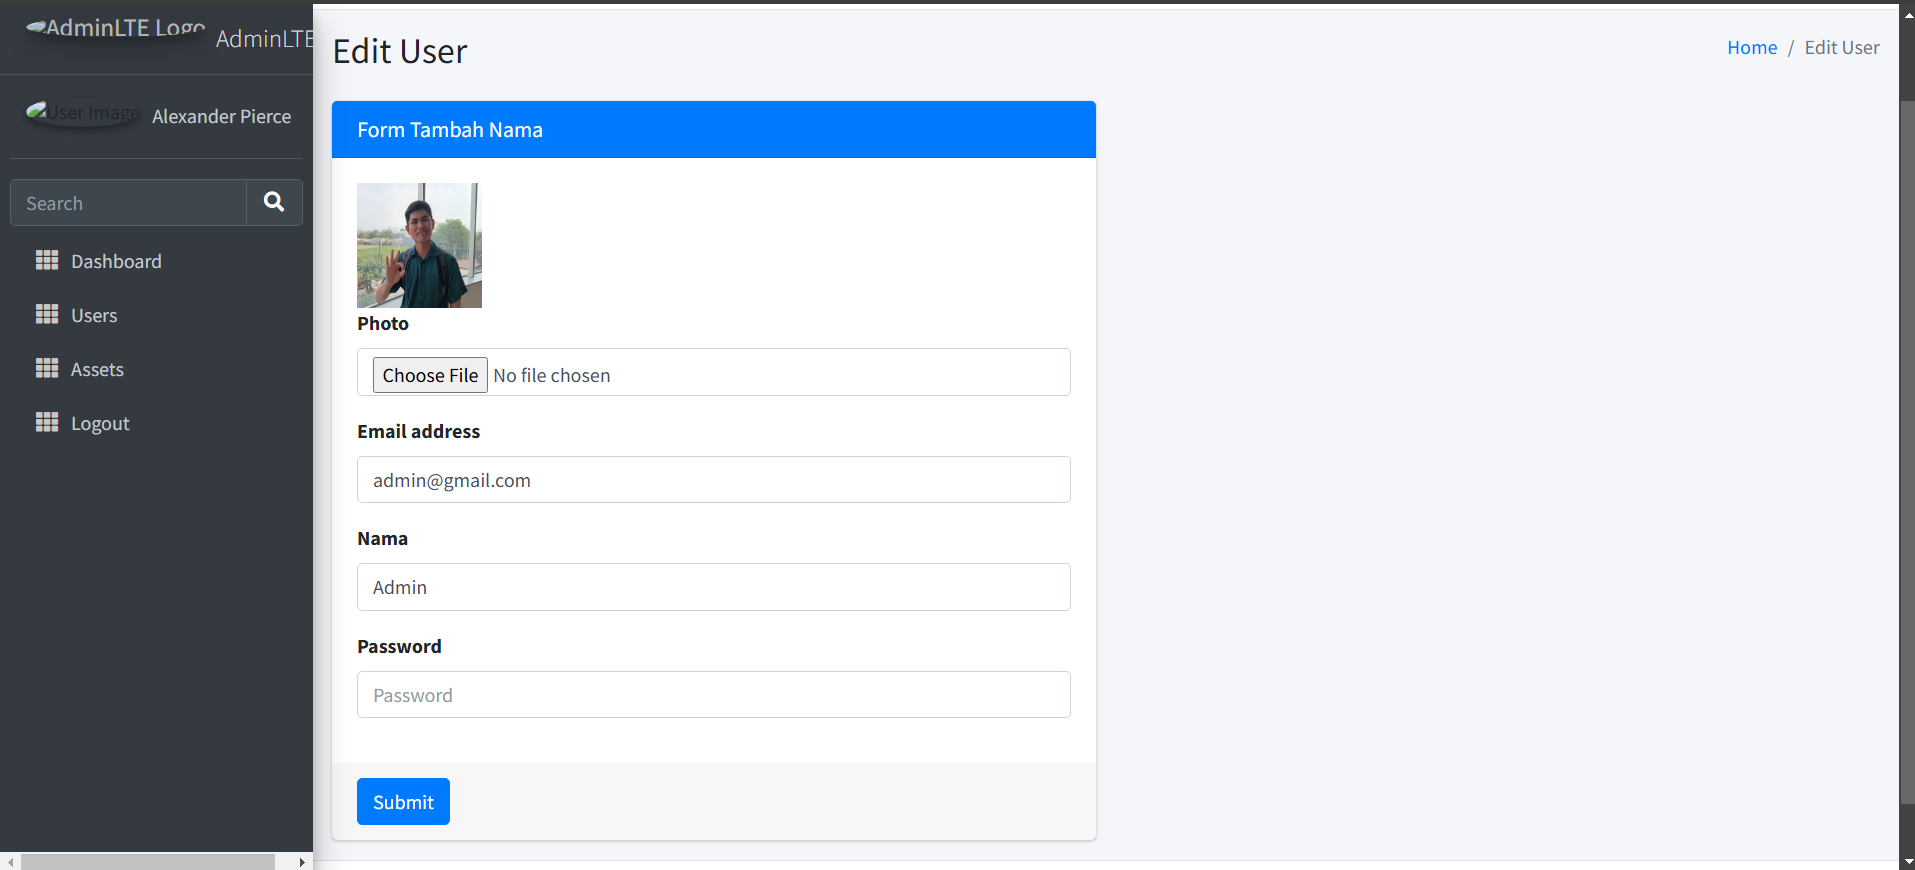 AdminLTE Logo
AdminLTE
Alexander Pierce
User Image
Search
Dashboard
Users
Assets
Logout
Edit User
Home / Edit User
Form Tambah Nama
Photo
Choose File No file chosen
Email address
admin@gmail.com
Nama
Admin
Password
Password
Submit